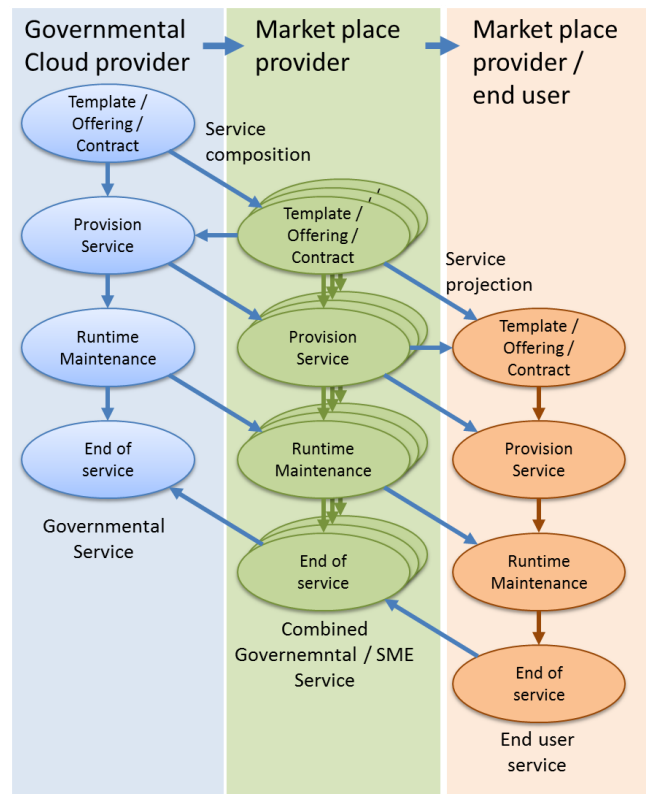 Governmental
Cloud provider
Market place
provider
Market place
provider /
end user
Template /
Offering /
Contract
Service
composition
Provision
Service
Template /
Offering /
Contract
Service
projection
Runtime
Maintenance
Provision
Service
Template /
Offering /
Contract
End of
service
Runtime
Maintenance
Provision
Service
Governmental
Service
End of
service
Runtime
Maintenance
Combined
Governemntal / SME
Service
End of
service
End user
service